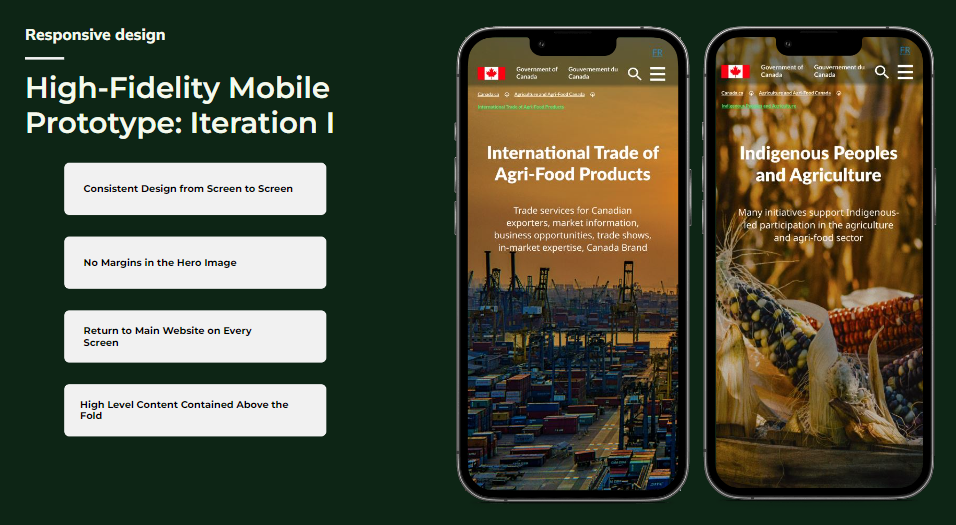 Responsive design
High-Fidelity Mobile
Prototype: Iteration I
Consistent Design from Screen to Screen
No Margins in the Hero Image
Return to Main Website on Every
Screen
High Level Content Contained Above the
Fold
FR
Government of
Canada
Gouvernement du
Canada
Canada.ca
Agriculture and Agri-Food Canada
International Trade of Agri-Food Products
International Trade of
Agri-Food Products
Trade services for Canadian
exporters, market information,
business opportunities, trade shows,
in-market expertise, Canada Brand
FR
Government of
Canada
Gouvernement du
Canada
Canada.ca
Agriculture and Agri-Food Canada
Indigenous Peoples and Agriculture
Indigenous Peoples
and Agriculture
Many initiatives support Indigenous-
led participation in the agriculture
and agri-food sector